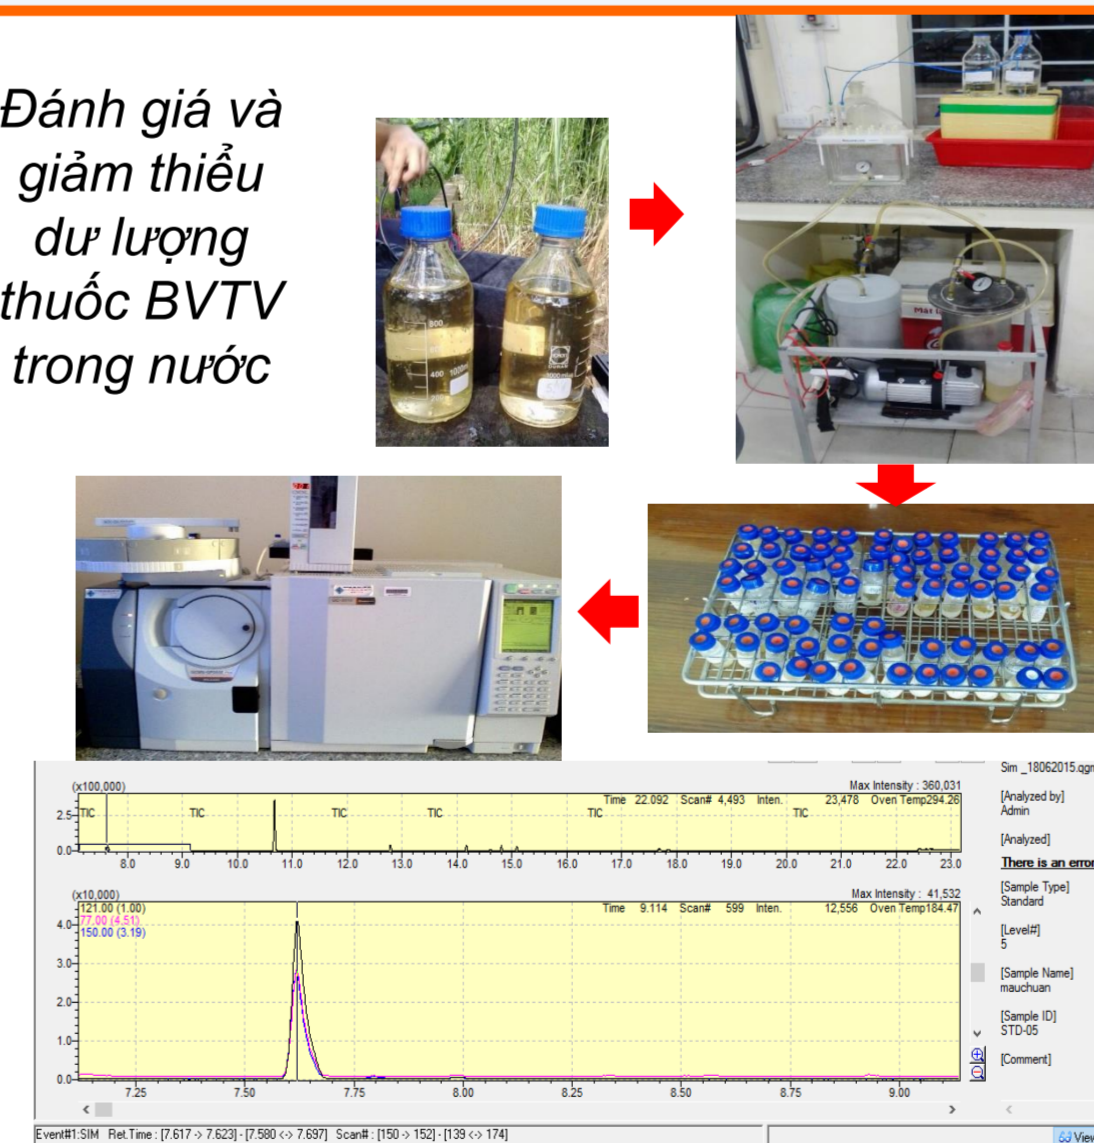 Đánh giá và
giảm thiểu
dư lượng
thuốc BVTV
trong nước
800
400 1000ml
DURAN
(x100,000)
Max Intensity : 360,031
Time 22.092 Scan# 4,493 Inten. 23,478 Oven Temp294.26
TIC TIC TIC TIC TIC TIC
2.5
0.0
8.0 9.0 10.0 11.0 12.0 13.0 14.0 15.0 16.0 17.0 18.0 19.0 20.0 21.0 22.0 23.0
(x10,000)
Max Intensity : 41,532
121.00 (1.00)
Time 9.114 Scan# 599 Inten. 12,556 Oven Temp184.47
77.00 (4.51)
150.00 (3.19)
4.0
3.0
2.0
1.0
0.0
7.25 7.50 7.75 8.00 8.25 8.50 8.75 9.00
Event#1:SIM Ret.Time : [7.617 -> 7.623] - [7.580 <-> 7.697] Scan# : [150 -> 152] - [139 <-> 174]
Sim _18062015.qgm
[Analyzed by]
Admin
[Analyzed]
There is an error
[Sample Type]
Standard
[Level#]
5
[Sample Name]
mauchuan
[Sample ID]
STD-05
[Comment]
View